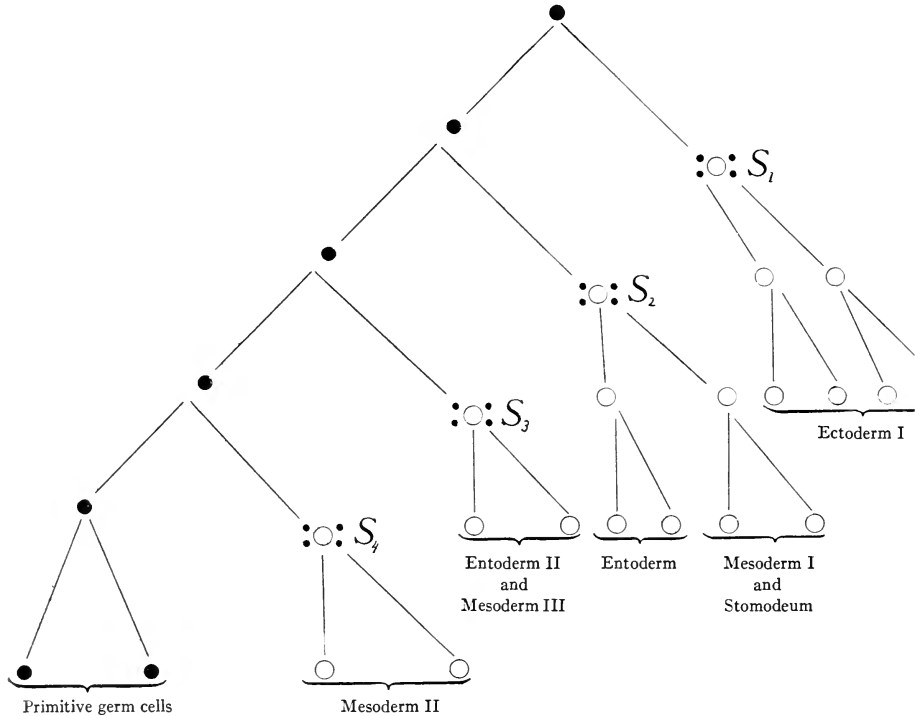 S1
S2
S3
S4
Ectoderm I
Entoderm II
and
Mesoderm III
Entoderm
Mesoderm I
and
Stomodeum
Primitive germ cells
Mesoderm II